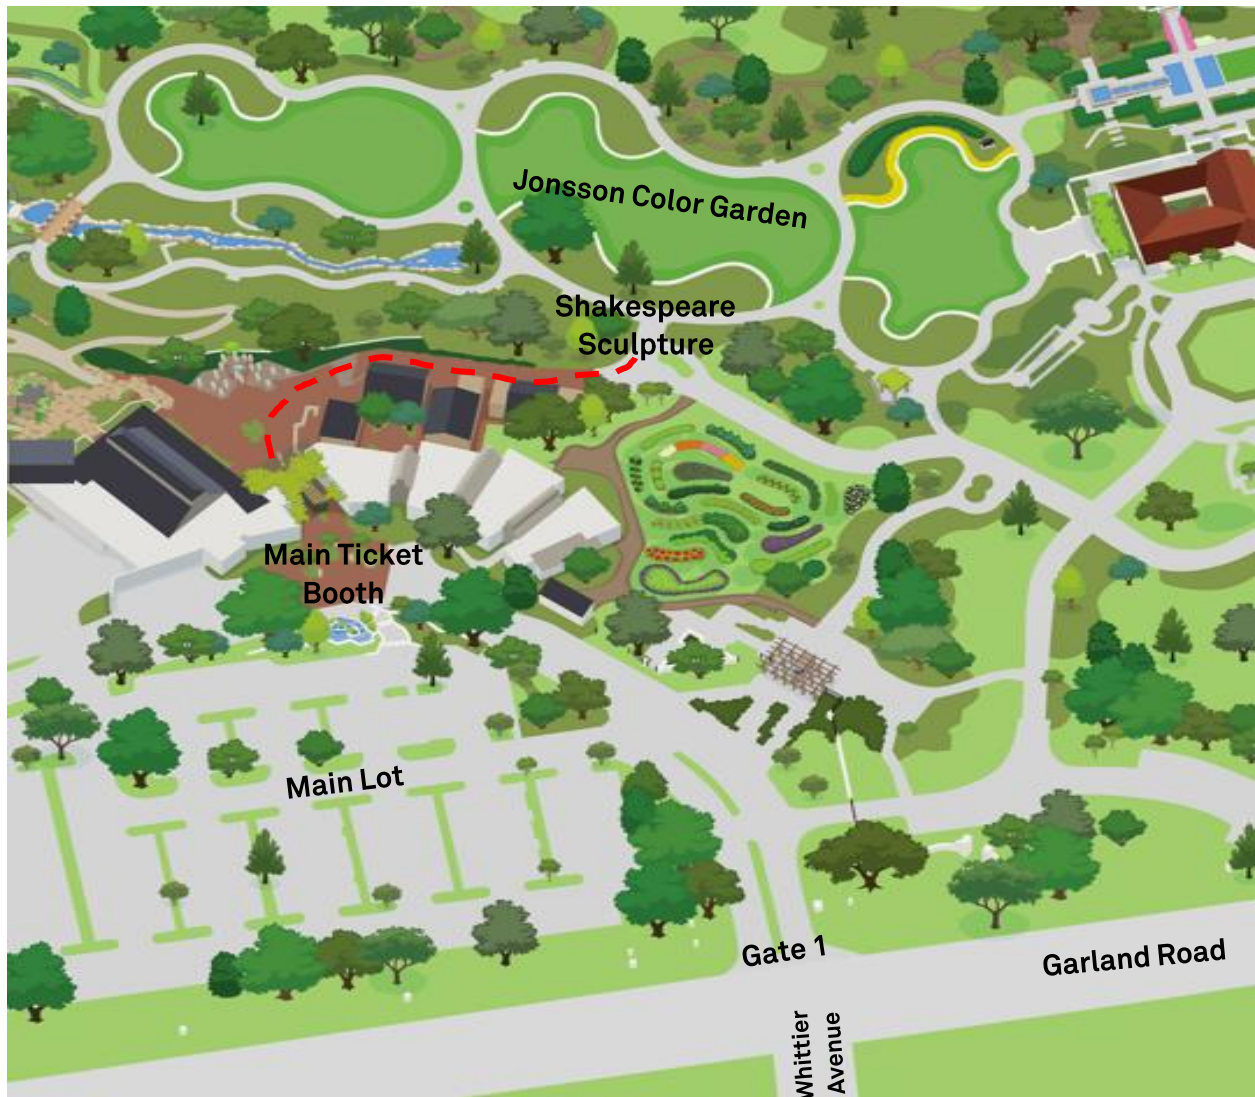 Jonsson Color Garden
Shakespeare
Sculpture
Main Ticket
Booth
Main Lot
Gate 1
Garland Road
Whittier
Avenue